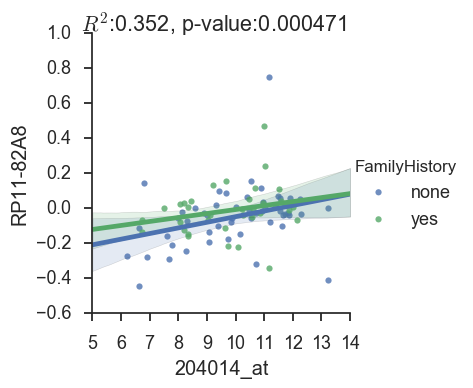 R²:0.352, p-value:0.000471
1.0
0.8
0.6
0.4
0.2
0.0
−0.2
−0.4
−0.6
RP11-82A8
5 6 7 8 9 10 11 12 13 14
204014_at
FamilyHistory
none
yes